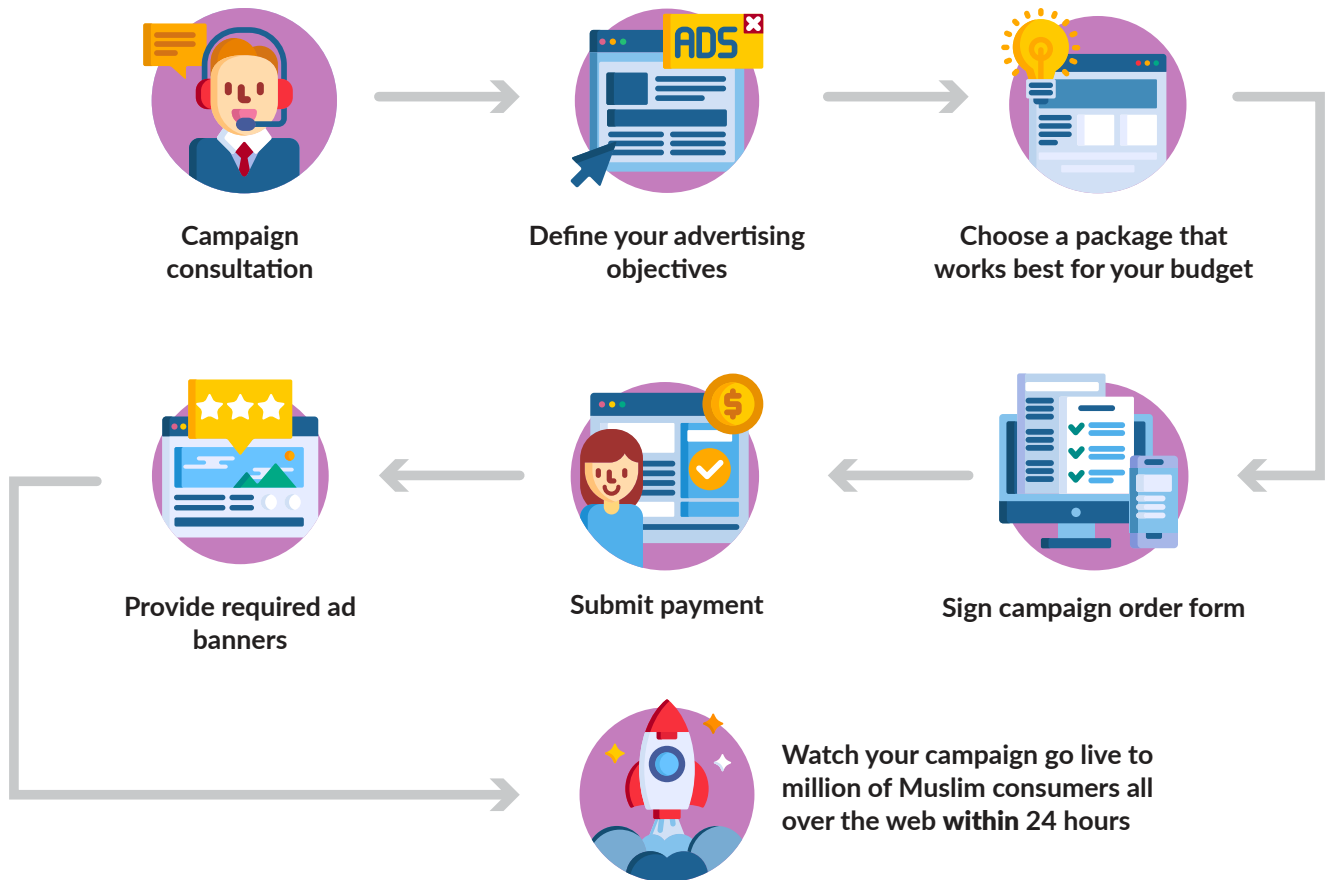 ADS
Campaign
consultation
Define your advertising
objectives
Choose a package that
works best for your budget
$
Sign campaign order form
Submit payment
Provide required ad
banners
Watch your campaign go live to
million of Muslim consumers all
over the web within 24 hours